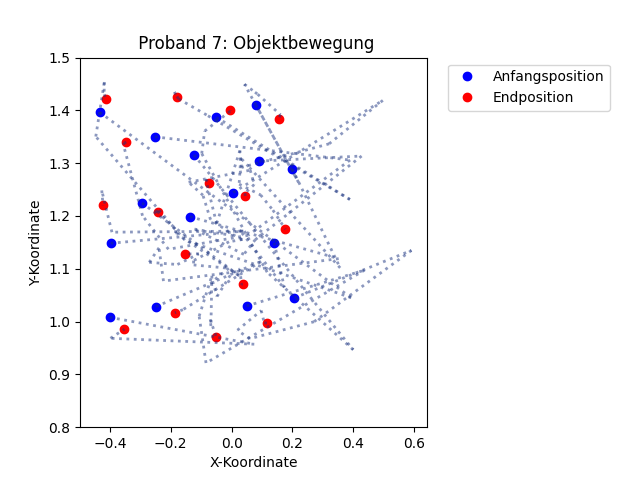 Proband 7: Objektbewegung
Anfangsposition
Endposition
Y-Koordinate
1.5
1.4
1.3
1.2
1.1
1.0
0.9
0.8
−0.4 −0.2 0.0 0.2 0.4 0.6
X-Koordinate